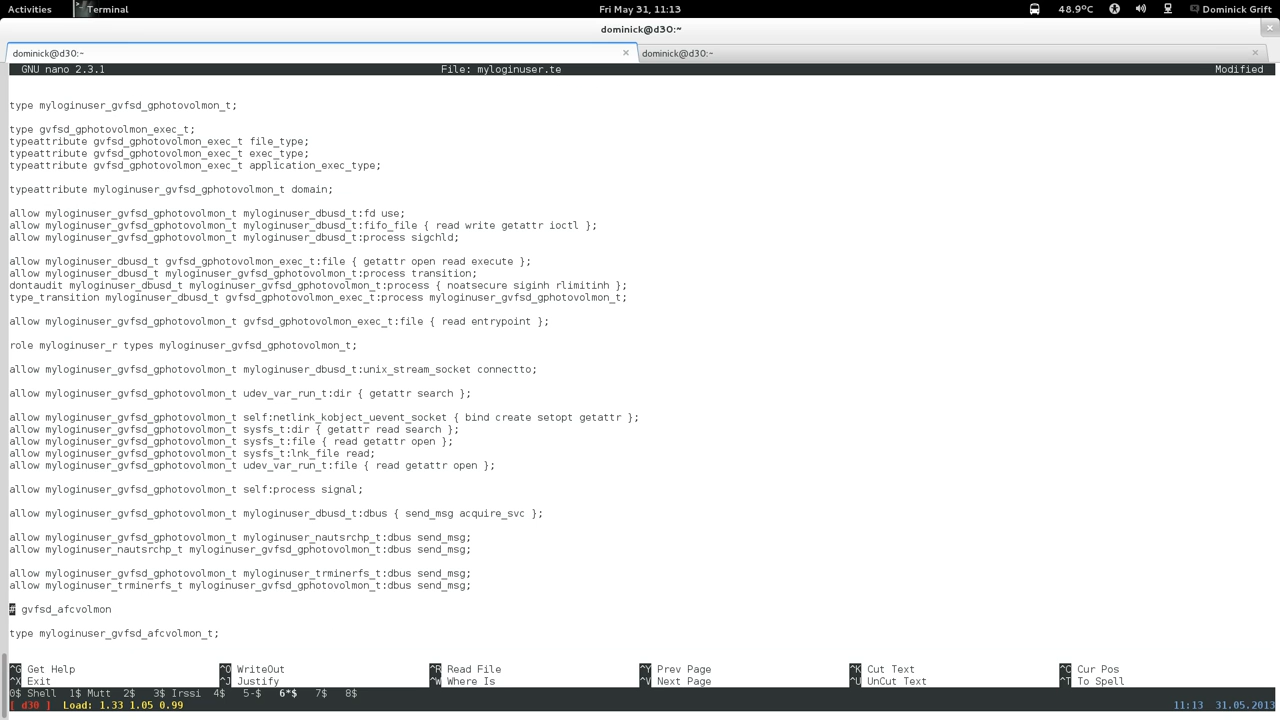 Activities Terminal Fri May 31, 11:13 48.9ºC Dominick Grift
dominick@d30:~
dominick@d30:~ dominick@d30:~
GNU nano 2.3.1 File: myloginuser.te Modified
type myloginuser_gvfsd_gphotovolmon_t;
type gvfsd_gphotovolmon_exec_t;
typeattribute gvfsd_gphotovolmon_exec_t file_type;
typeattribute gvfsd_gphotovolmon_exec_t exec_type;
typeattribute gvfsd_gphotovolmon_exec_t application_exec_type;
typeattribute myloginuser_gvfsd_gphotovolmon_t domain;
allow myloginuser_gvfsd_gphotovolmon_t myloginuser_dbusd_t:fd use;
allow myloginuser_gvfsd_gphotovolmon_t myloginuser_dbusd_t:fifo_file { read write getattr ioctl };
allow myloginuser_gvfsd_gphotovolmon_t myloginuser_dbusd_t:process sigchld;
allow myloginuser_dbusd_t gvfsd_gphotovolmon_exec_t:file { getattr open read execute };
allow myloginuser_dbusd_t myloginuser_gvfsd_gphotovolmon_t:process transition;
dontaudit myloginuser_dbusd_t myloginuser_gvfsd_gphotovolmon_t:process { noatsecure siginh rlimitinh };
type_transition myloginuser_dbusd_t gvfsd_gphotovolmon_exec_t:process myloginuser_gvfsd_gphotovolmon_t;
allow myloginuser_gvfsd_gphotovolmon_t gvfsd_gphotovolmon_exec_t:file { read entrypoint };
role myloginuser_r types myloginuser_gvfsd_gphotovolmon_t;
allow myloginuser_gvfsd_gphotovolmon_t myloginuser_dbusd_t:unix_stream_socket connectto;
allow myloginuser_gvfsd_gphotovolmon_t udev_var_run_t:dir { getattr search };
allow myloginuser_gvfsd_gphotovolmon_t self:netlink_kobject_uevent_socket { bind create setopt getattr };
allow myloginuser_gvfsd_gphotovolmon_t sysfs_t:dir { getattr read search };
allow myloginuser_gvfsd_gphotovolmon_t sysfs_t:file { read getattr open };
allow myloginuser_gvfsd_gphotovolmon_t sysfs_t:lnk_file read;
allow myloginuser_gvfsd_gphotovolmon_t udev_var_run_t:file { read getattr open };
allow myloginuser_gvfsd_gphotovolmon_t self:process signal;
allow myloginuser_gvfsd_gphotovolmon_t myloginuser_dbusd_t:dbus { send_msg acquire_svc };
allow myloginuser_gvfsd_gphotovolmon_t myloginuser_nautsrchp_t:dbus send_msg;
allow myloginuser_nautsrchp_t myloginuser_gvfsd_gphotovolmon_t:dbus send_msg;
allow myloginuser_gvfsd_gphotovolmon_t myloginuser_trminerfs_t:dbus send_msg;
allow myloginuser_trminerfs_t myloginuser_gvfsd_gphotovolmon_t:dbus send_msg;
# gvfsd_afcvolmon
type myloginuser_gvfsd_afcvolmon_t;
^G Get Help ^O WriteOut ^R Read File ^Y Prev Page ^K Cut Text ^C Cur Pos
^X Exit ^J Justify ^W Where Is ^V Next Page ^U UnCut Text ^T To Spell
0$ Shell 1$ Mutt 2$ 3$ Irssi 4$ 5-$ 6*$ 7$ 8$
[ d30 ] Load: 1.33 1.05 0.99 11:13 31.05.2013